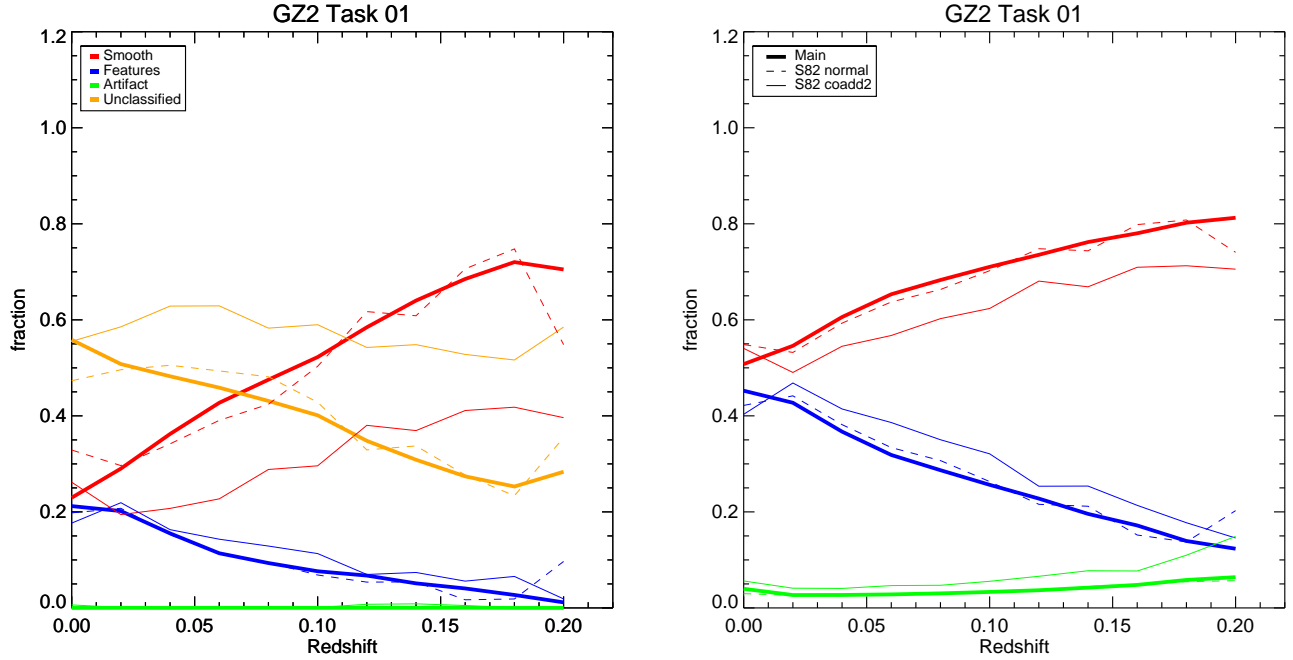 GZ2 Task 01
1.2
1.0
0.8
0.6
0.4
0.2
0.0
fraction
Smooth
Features
Artifact
Unclassified
0.00
0.05
0.10
0.15
0.20
Redshift
GZ2 Task 01
1.2
1.0
0.8
0.6
0.4
0.2
0.0
fraction
Main
S82 normal
S82 coadd2
0.00
0.05
0.10
0.15
0.20
Redshift